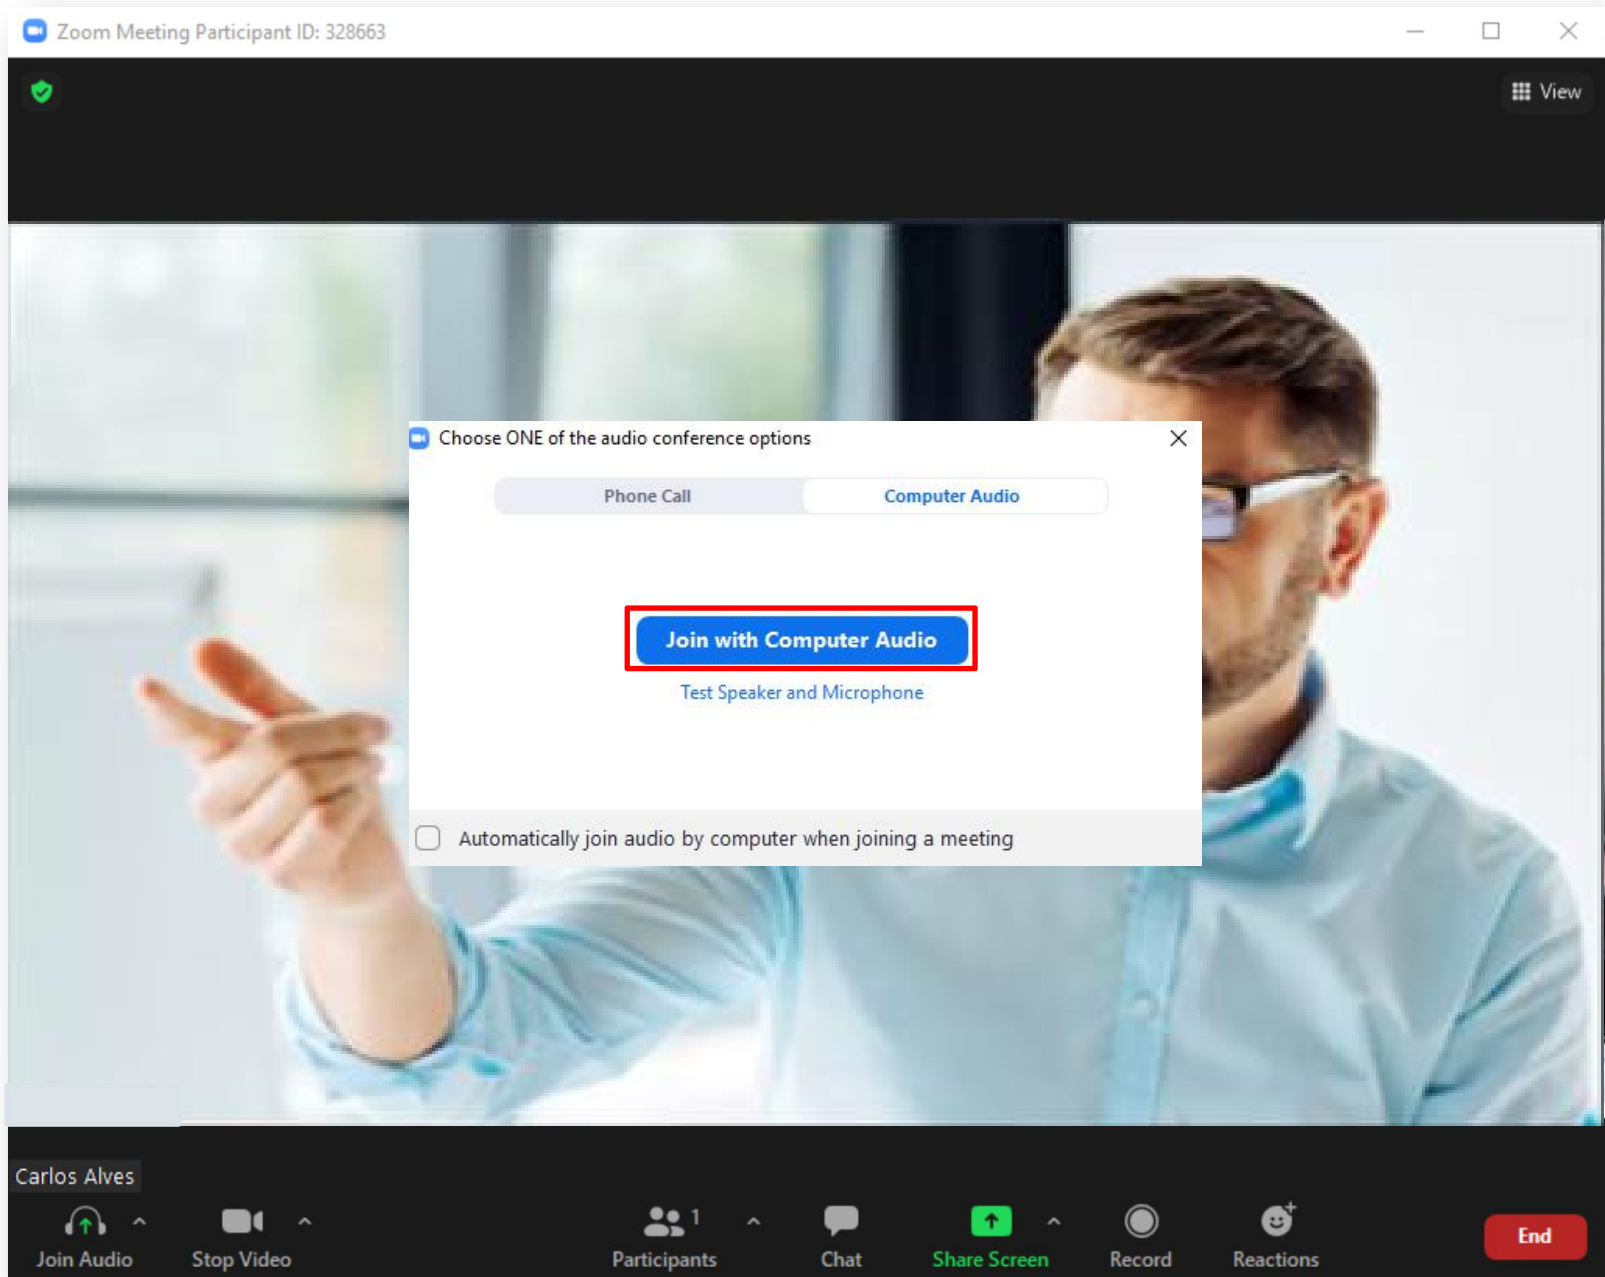 Zoom Meeting Participant ID: 328663
View
Choose ONE of the audio conference options
Phone Call
Computer Audio
Join with Computer Audio
Test Speaker and Microphone
Automatically join audio by computer when joining a meeting
Carlos Alves
1
Join Audio
Stop Video
Participants
Chat
Share Screen
Record
Reactions
End